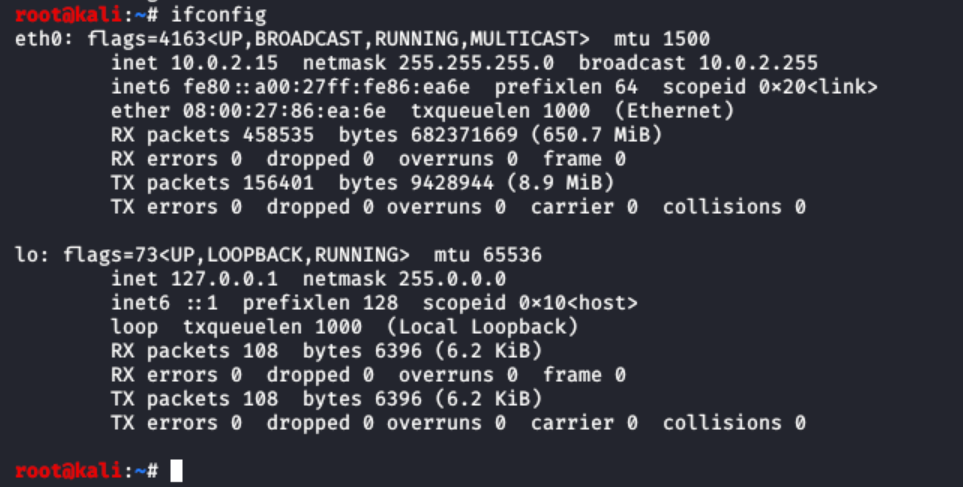 root@kali:~# ifconfig
eth0: flags=4163<UP,BROADCAST,RUNNING,MULTICAST>  mtu 1500
        inet 10.0.2.15  netmask 255.255.255.0  broadcast 10.0.2.255
        inet6 fe80::a00:27ff:fe86:ea6e  prefixlen 64  scopeid 0×20<link>
        ether 08:00:27:86:ea:6e  txqueuelen 1000  (Ethernet)
        RX packets 458535  bytes 682371669 (650.7 MiB)
        RX errors 0  dropped 0  overruns 0  frame 0
        TX packets 156401  bytes 9428944 (8.9 MiB)
        TX errors 0  dropped 0 overruns 0  carrier 0  collisions 0

lo: flags=73<UP,LOOPBACK,RUNNING>  mtu 65536
        inet 127.0.0.1  netmask 255.0.0.0
        inet6 ::1  prefixlen 128  scopeid 0×10<host>
        loop  txqueuelen 1000  (Local Loopback)
        RX packets 108  bytes 6396 (6.2 KiB)
        RX errors 0  dropped 0  overruns 0  frame 0
        TX packets 108  bytes 6396 (6.2 KiB)
        TX errors 0  dropped 0 overruns 0  carrier 0  collisions 0

root@kali:~#